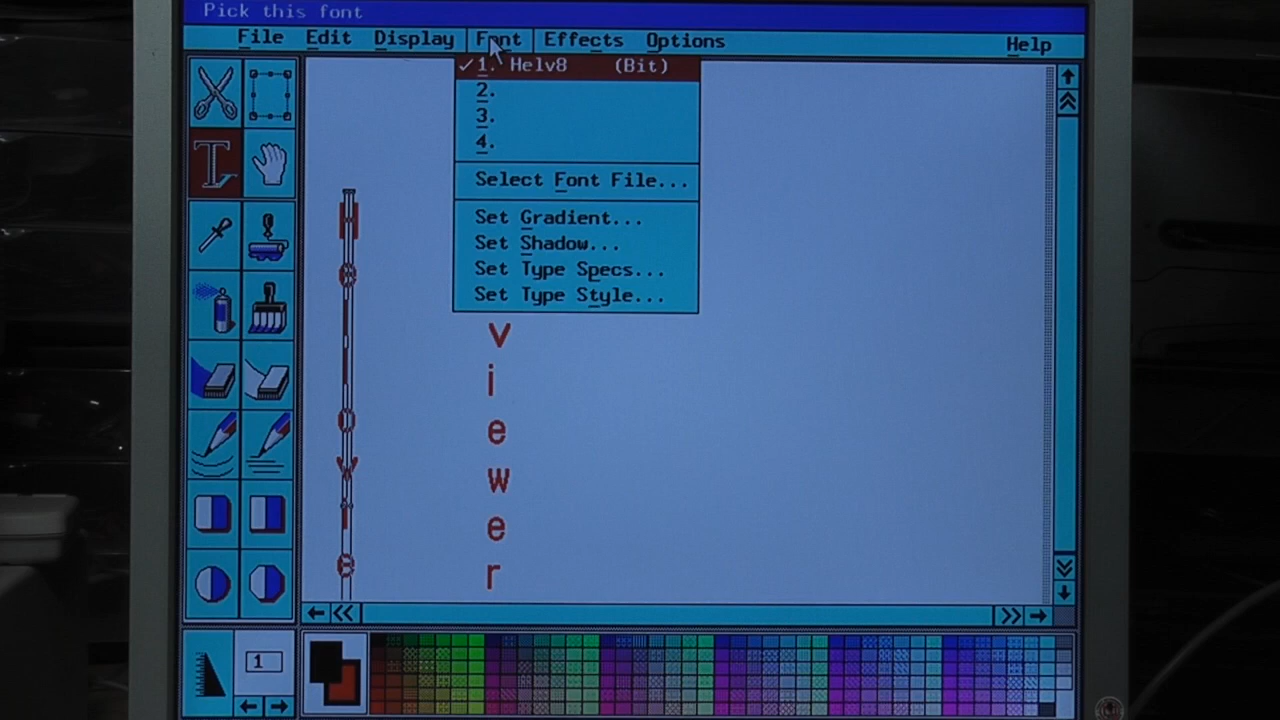 Pick this font
File Edit Display Font Effects Options Help
✓1. Helv8 (Bit)
2.
3.
4.
Select Font File...
Set Gradient...
Set Shadow...
Set Type Specs...
Set Type Style...
v
i
e
w
e
r
1